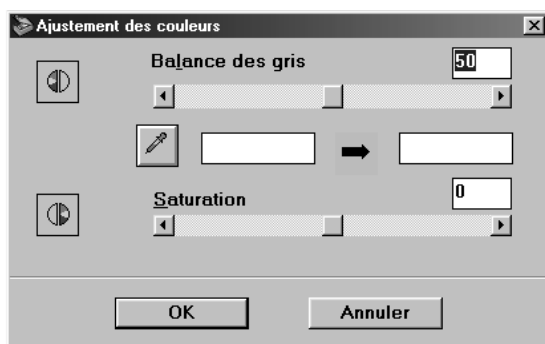 Ajustement des couleurs
Balance des gris
50
Saturation
0
OK
Annuler